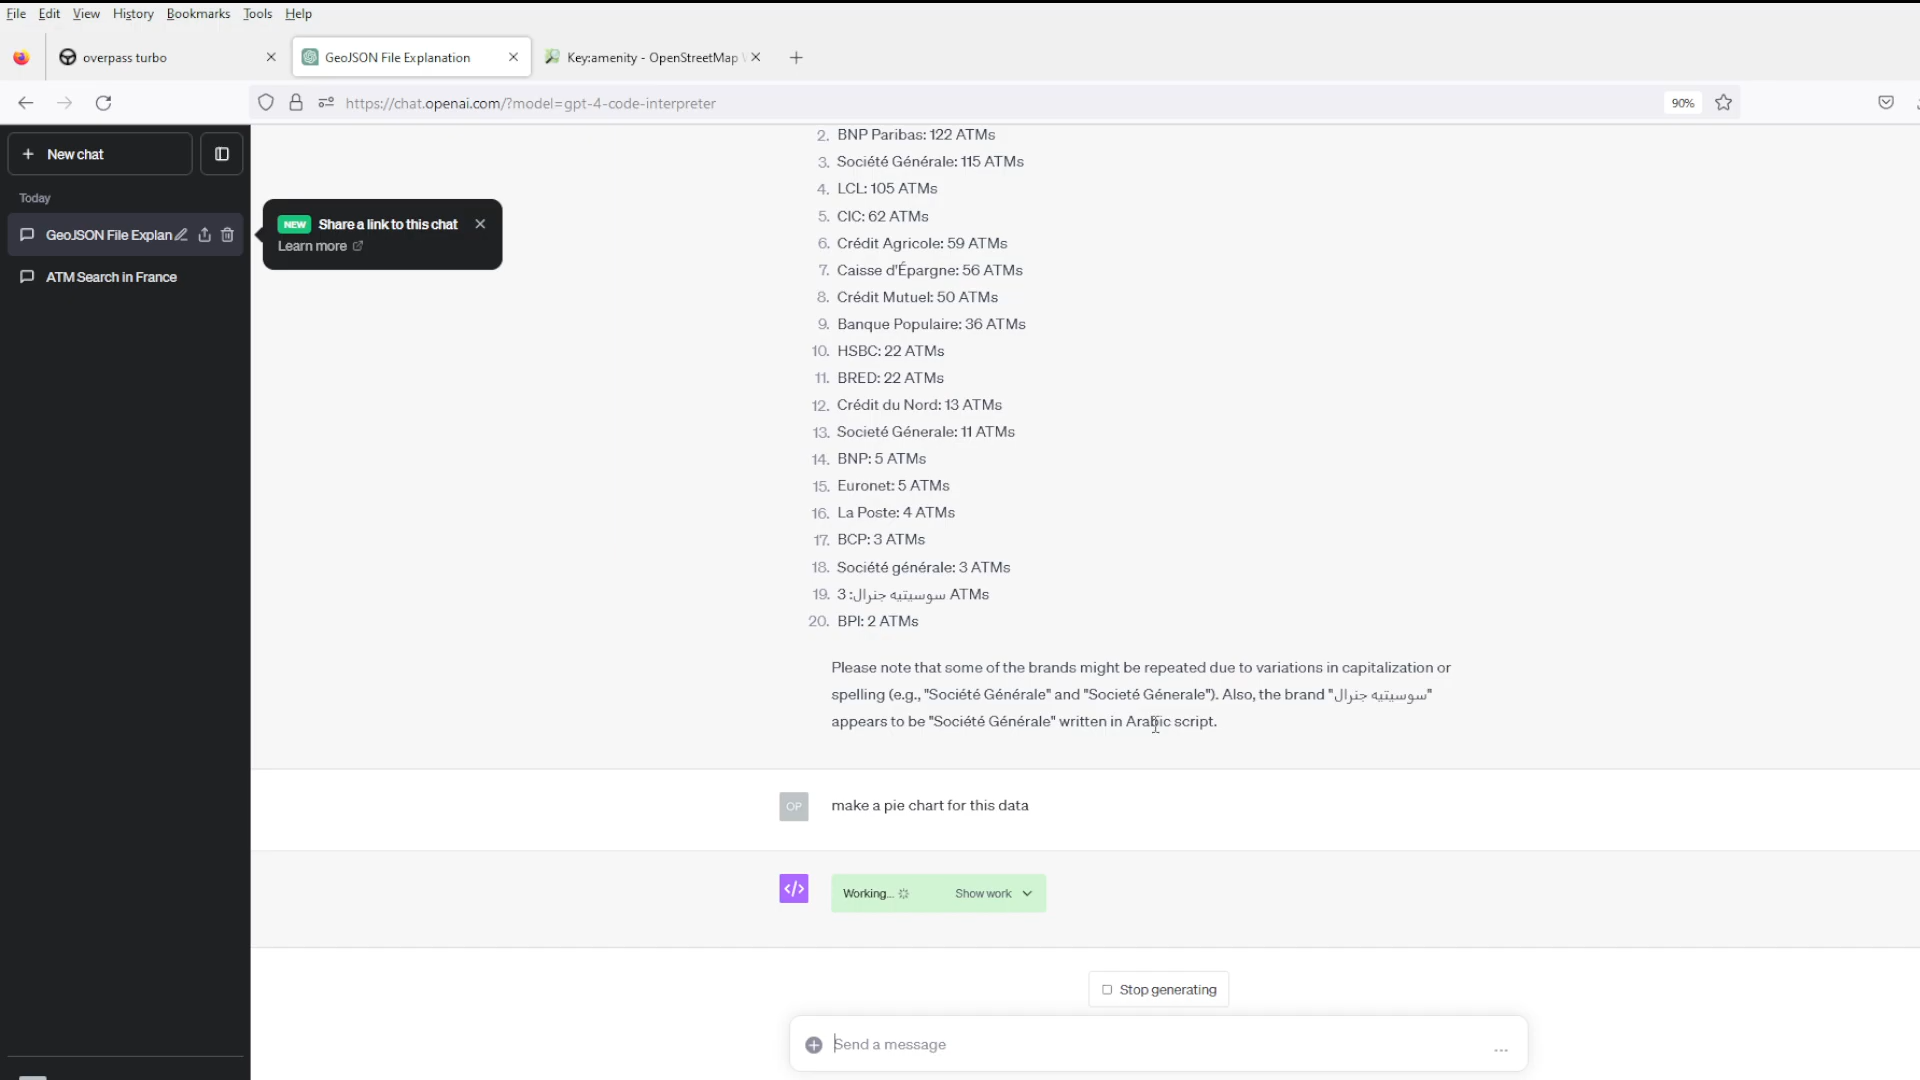 File Edit View History Bookmarks Tools Help
overpass turbo
GeoJSON File Explanation
Key:amenity - OpenStreetMap
https://chat.openai.com/?model=gpt-4-code-interpreter
90%
New chat
Today
GeoJSON File Explan
ATM Search in France
NEW Share a link to this chat
Learn more
2. BNP Paribas: 122 ATMs
3. Société Générale: 115 ATMs
4. LCL: 105 ATMs
5. CIC: 62 ATMs
6. Crédit Agricole: 59 ATMs
7. Caisse d'Épargne: 56 ATMs
8. Crédit Mutuel: 50 ATMs
9. Banque Populaire: 36 ATMs
10. HSBC: 22 ATMs
11. BRED: 22 ATMs
12. Crédit du Nord: 13 ATMs
13. Societé Génerale: 11 ATMs
14. BNP: 5 ATMs
15. Euronet: 5 ATMs
16. La Poste: 4 ATMs
17. BCP: 3 ATMs
18. Société générale: 3 ATMs
19. سوسيتيه جنرال: 3 ATMs
20. BPI: 2 ATMs
Please note that some of the brands might be repeated due to variations in capitalization or
spelling (e.g., "Société Générale" and "Societé Génerale"). Also, the brand "سوسيتيه جنرال"
appears to be "Société Générale" written in Arabic script.
OP make a pie chart for this data
Working... Show work
Stop generating
Send a message